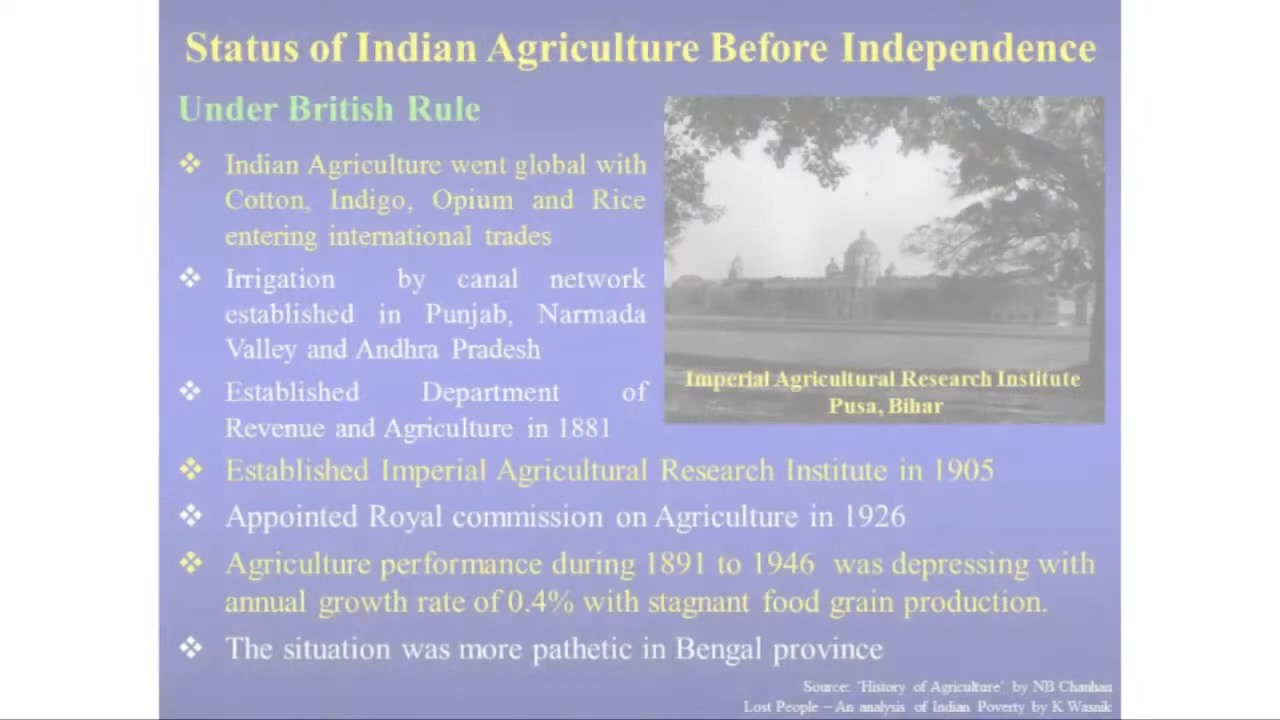 Status of Indian Agriculture Before Independence
Under British Rule
❖ Indian Agriculture went global with
Cotton, Indigo, Opium and Rice
entering international trades
❖ Irrigation by canal network
established in Punjab, Narmada
Valley and Andhra Pradesh
❖ Established Department of
Revenue and Agriculture in 1881
Imperial Agricultural Research Institute
Pusa, Bihar
❖ Established Imperial Agricultural Research Institute in 1905
❖ Appointed Royal commission on Agriculture in 1926
❖ Agriculture performance during 1891 to 1946 was depressing with
annual growth rate of 0.4% with stagnant food grain production.
❖ The situation was more pathetic in Bengal province
Source: 'History of Agriculture' by NB Chauhan
Lost People – An analysis of Indian Poverty by K Wasnik